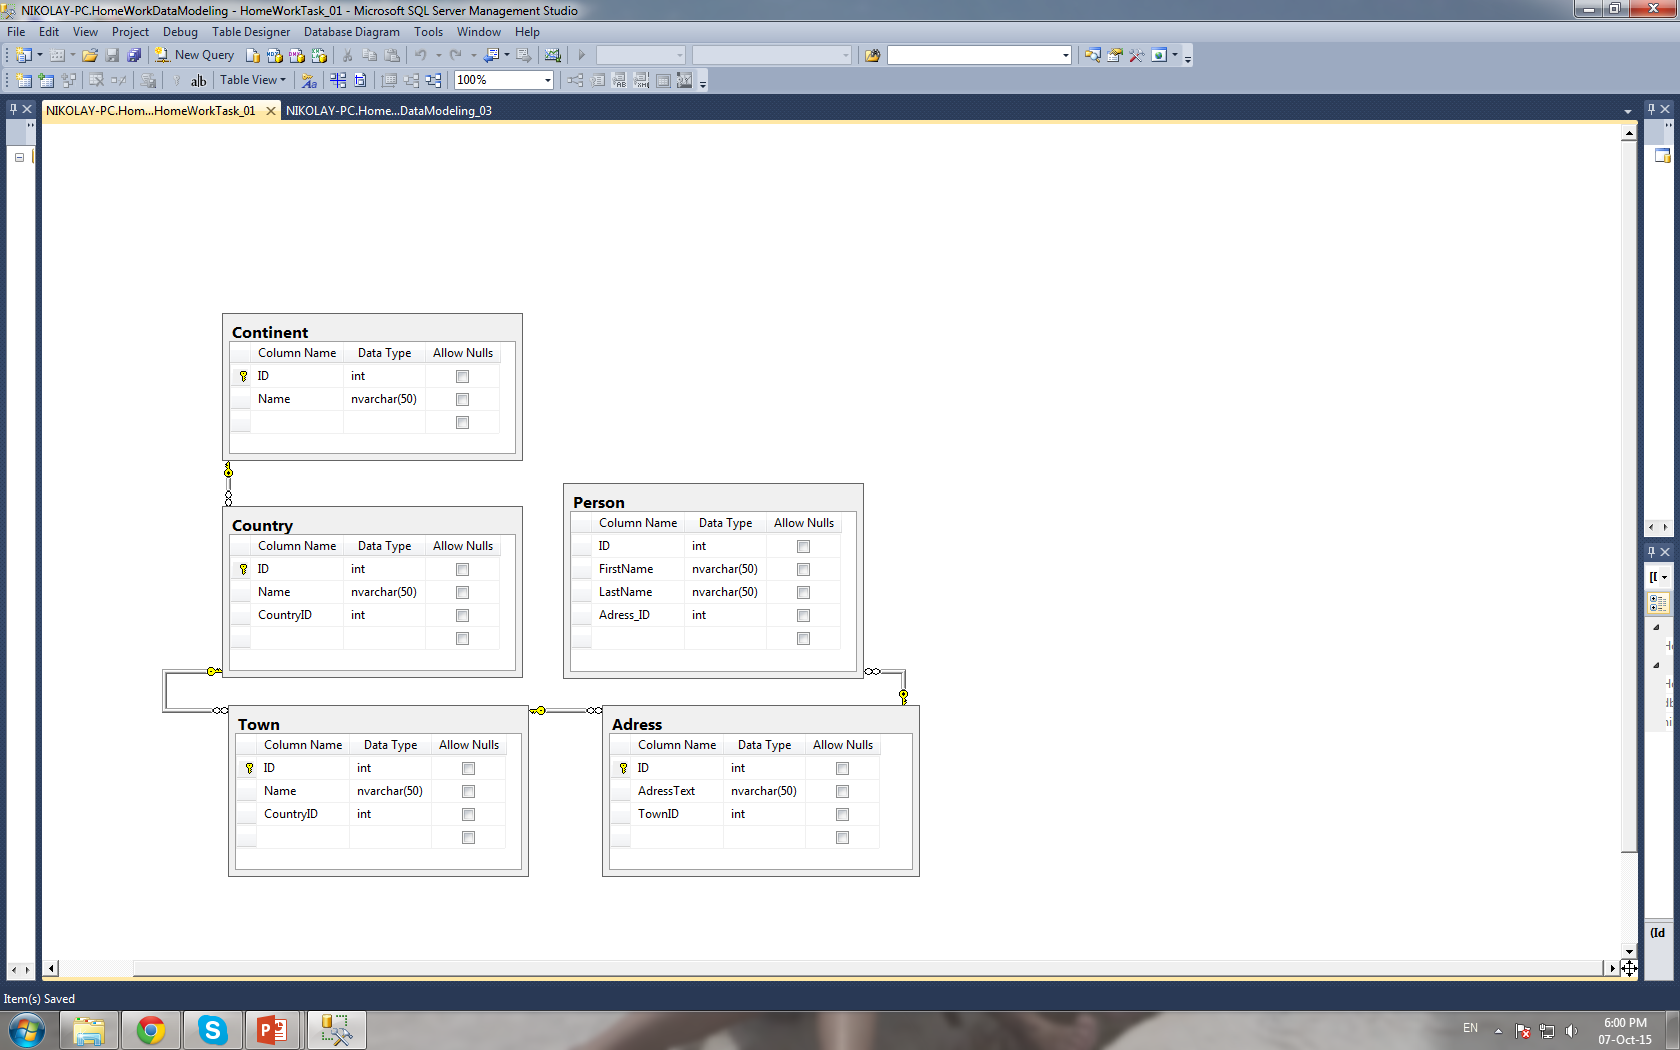 NIKOLAY-PC.HomeWorkDataModeling - HomeWorkTask_01 - Microsoft SQL Server Management Studio
File Edit View Project Debug Table Designer Database Diagram Tools Window Help
New Query
ab| Table View 100%
NIKOLAY-PC.Hom...HomeWorkTask_01 NIKOLAY-PC.Home...DataModeling_03
Continent
Column Name Data Type Allow Nulls
ID int
Name nvarchar(50)
Country
Column Name Data Type Allow Nulls
ID int
Name nvarchar(50)
CountryID int
Person
Column Name Data Type Allow Nulls
ID int
FirstName nvarchar(50)
LastName nvarchar(50)
Adress_ID int
Town
Column Name Data Type Allow Nulls
ID int
Name nvarchar(50)
CountryID int
Adress
Column Name Data Type Allow Nulls
ID int
AdressText nvarchar(50)
TownID int
(Id
Item(s) Saved
EN
6:00 PM
07-Oct-15